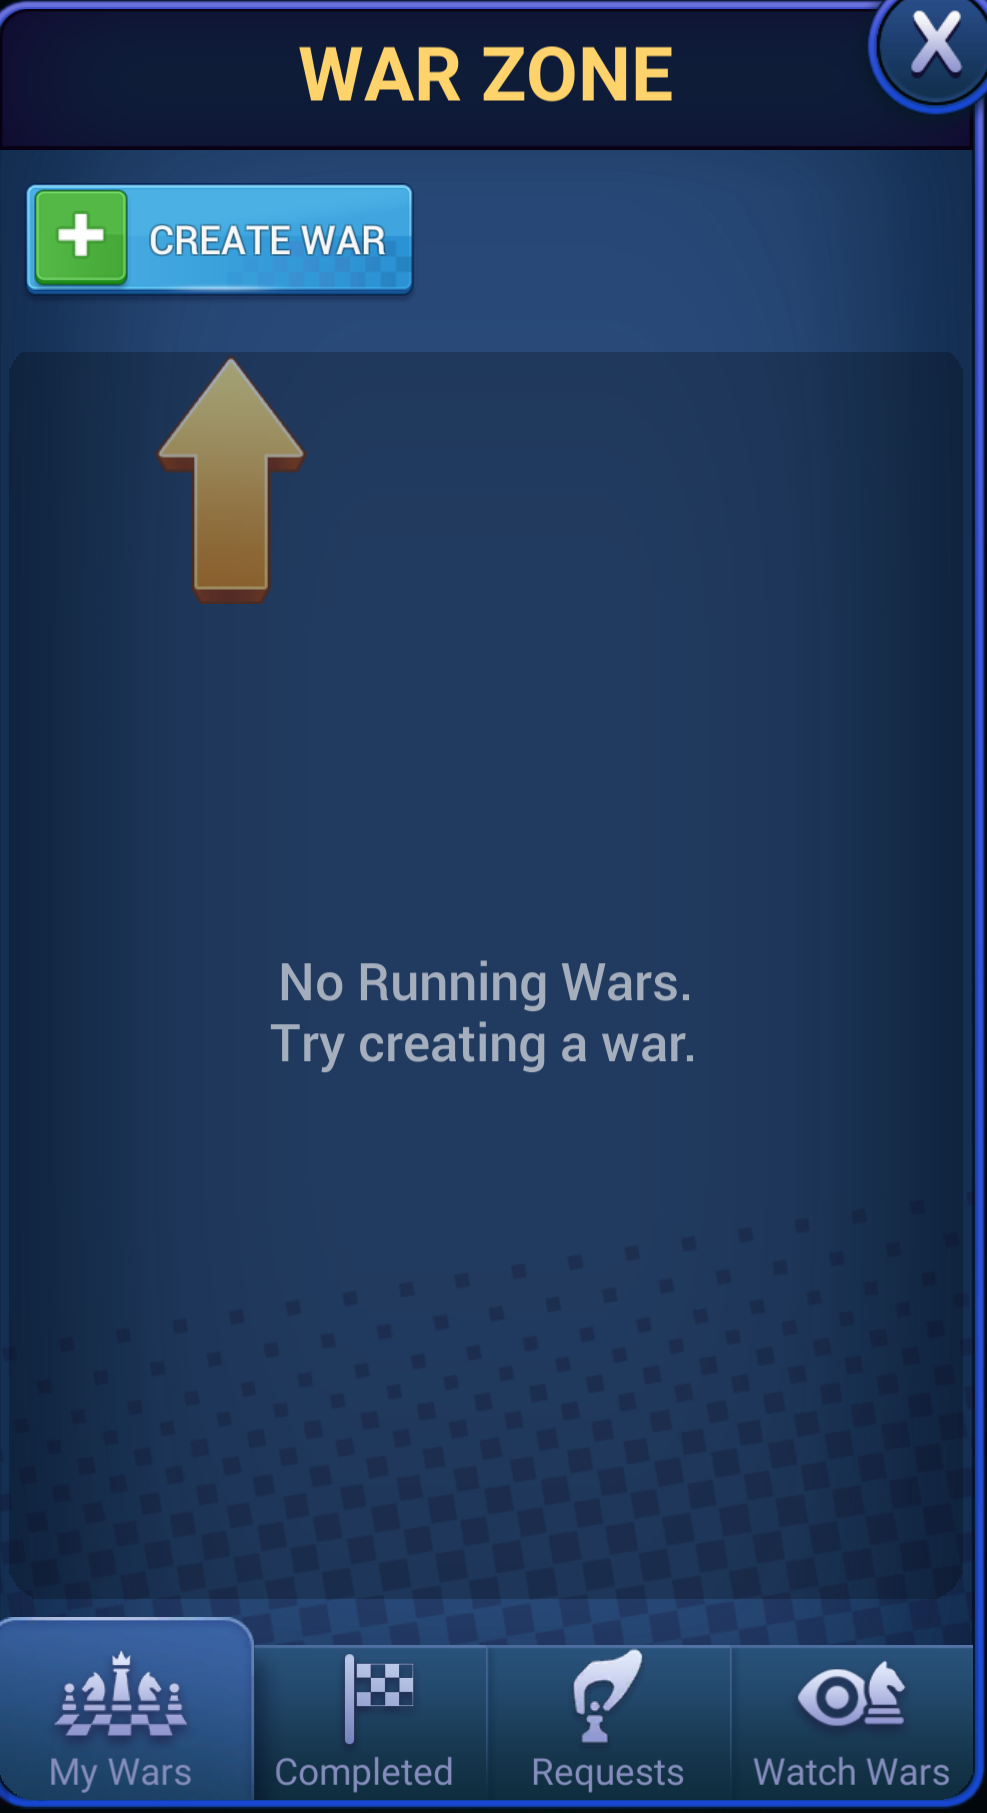 WAR ZONE
X
CREATE WAR
No Running Wars.
Try creating a war.
My Wars
Completed
Requests
Watch Wars